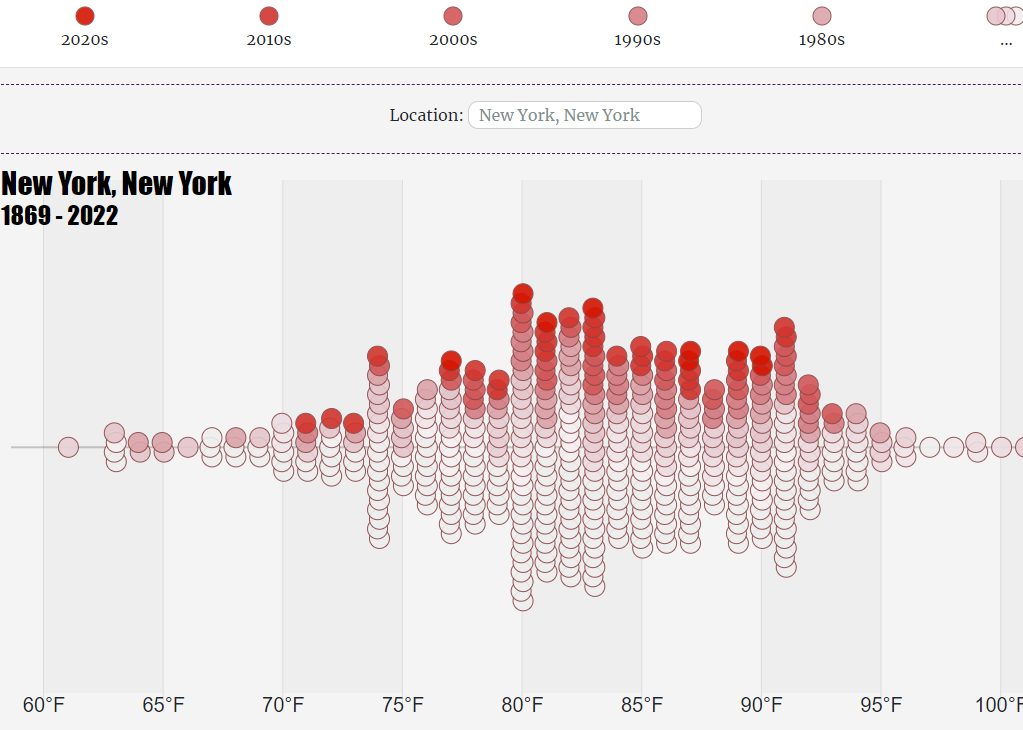 2020s 2010s 2000s 1990s 1980s ...
Location: New York, New York
New York, New York
1869 - 2022
60°F 65°F 70°F 75°F 80°F 85°F 90°F 95°F 100°F